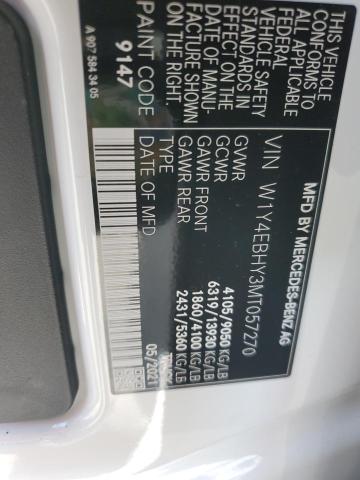 MFD BY MERCEDES-BENZ AG
VIN W1Y4EBHY3MT057270
GVWR 4105/9050 KG/LB
GCWR 6319/13930 KG/LB
GAWR FRONT 1860/4100 KG/LB
GAWR REAR 2431/5360 KG/LB
TYPE TRUCK
DATE OF MFD 05/2021
THIS VEHICLE
CONFORMS TO
ALL APPLICABLE
FEDERAL
VEHICLE SAFETY
STANDARDS IN
EFFECT ON THE
DATE OF MANU-
FACTURE SHOWN
ABOVE
PAINT CODE
9147
A 907 584 34 05